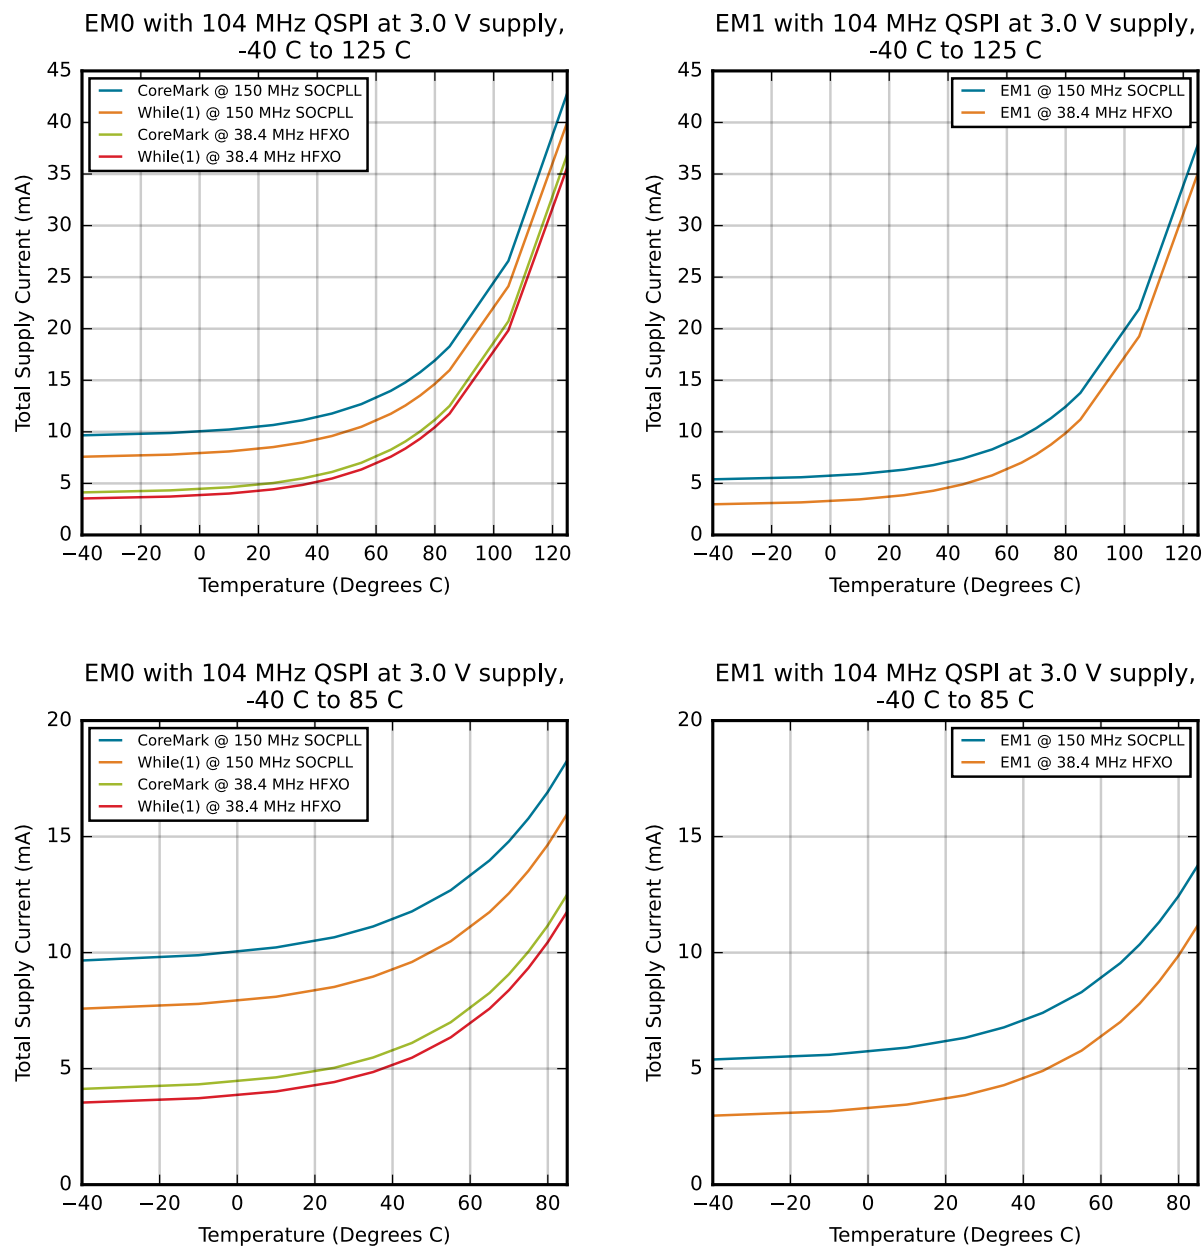 EM0 with 104 MHz QSPI at 3.0 V supply,
-40 C to 125 C
45
40
35
30
25
20
15
10
5
0
Total Supply Current (mA)
CoreMark @ 150 MHz SOCPLL
While(1) @ 150 MHz SOCPLL
CoreMark @ 38.4 MHz HFXO
While(1) @ 38.4 MHz HFXO
−40 −20 0 20 40 60 80 100 120
Temperature (Degrees C)
EM1 with 104 MHz QSPI at 3.0 V supply,
-40 C to 125 C
45
40
35
30
25
20
15
10
5
0
Total Supply Current (mA)
EM1 @ 150 MHz SOCPLL
EM1 @ 38.4 MHz HFXO
−40 −20 0 20 40 60 80 100 120
Temperature (Degrees C)
EM0 with 104 MHz QSPI at 3.0 V supply,
-40 C to 85 C
20
15
10
5
0
Total Supply Current (mA)
CoreMark @ 150 MHz SOCPLL
While(1) @ 150 MHz SOCPLL
CoreMark @ 38.4 MHz HFXO
While(1) @ 38.4 MHz HFXO
−40 −20 0 20 40 60 80
Temperature (Degrees C)
EM1 with 104 MHz QSPI at 3.0 V supply,
-40 C to 85 C
20
15
10
5
0
Total Supply Current (mA)
EM1 @ 150 MHz SOCPLL
EM1 @ 38.4 MHz HFXO
−40 −20 0 20 40 60 80
Temperature (Degrees C)